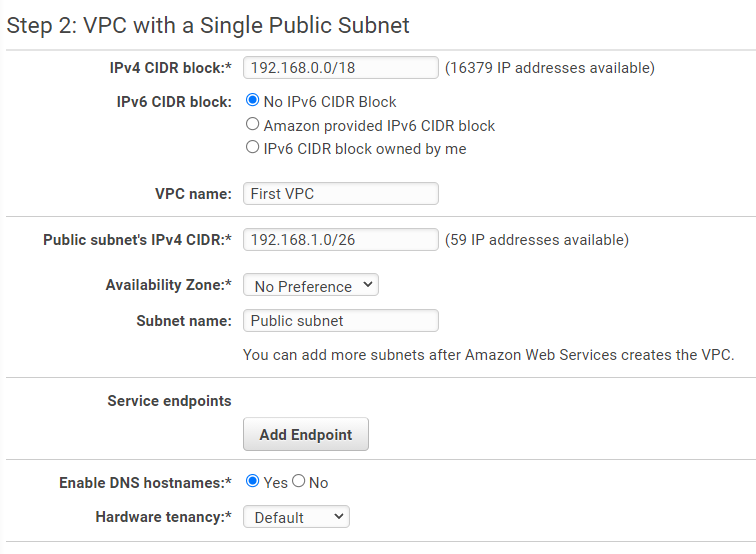 Step 2: VPC with a Single Public Subnet
IPv4 CIDR block:* 192.168.0.0/18 (16379 IP addresses available)
IPv6 CIDR block: No IPv6 CIDR Block
Amazon provided IPv6 CIDR block
IPv6 CIDR block owned by me
VPC name: First VPC
Public subnet's IPv4 CIDR:* 192.168.1.0/26 (59 IP addresses available)
Availability Zone:* No Preference
Subnet name: Public subnet
You can add more subnets after Amazon Web Services creates the VPC.
Service endpoints
Add Endpoint
Enable DNS hostnames:* Yes No
Hardware tenancy:* Default